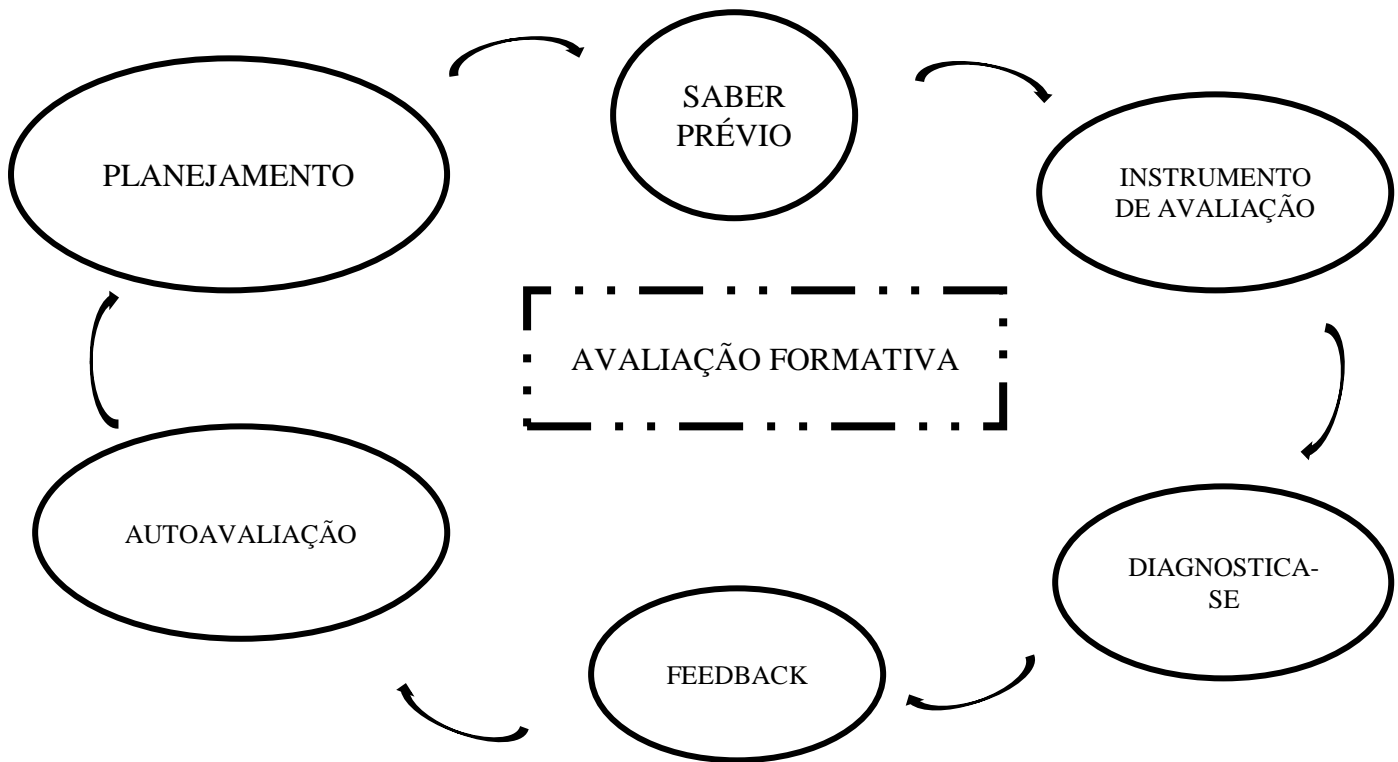 PLANEJAMENTO
SABER
PRÉVIO
INSTRUMENTO
DE AVALIAÇÃO
AVALIAÇÃO FORMATIVA
AUTOAVALIAÇÃO
DIAGNOSTICA-
SE
FEEDBACK